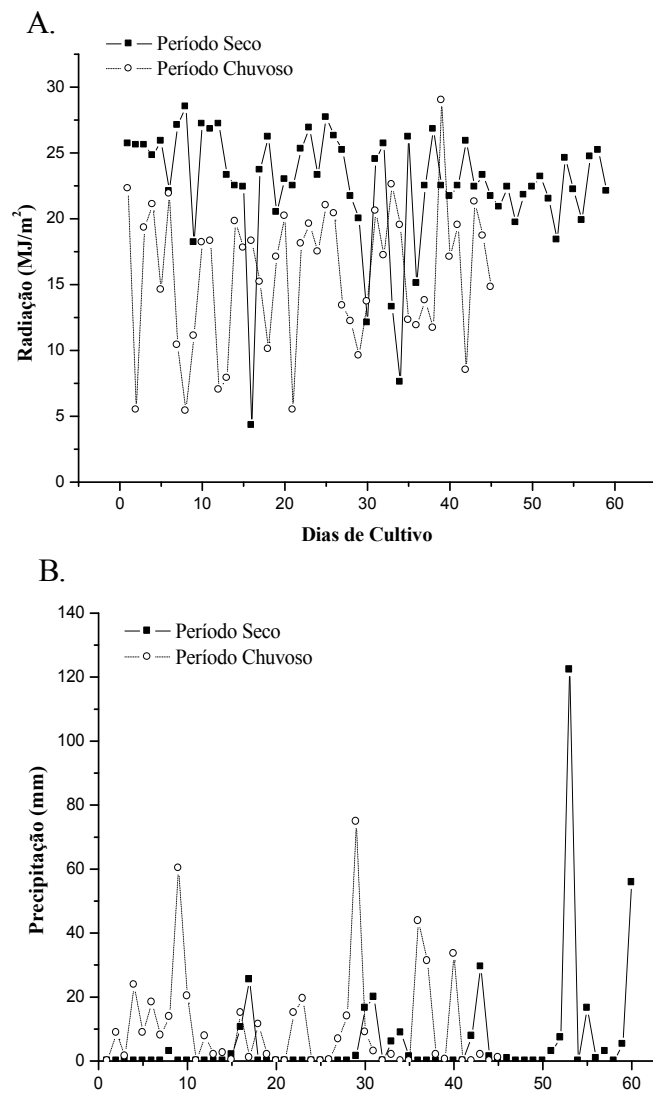 A.
Período Seco
Período Chuvoso
30
25
20
15
10
5
0
Radiação (MJ/m²)
0 10 20 30 40 50 60
Dias de Cultivo
B.
140
120
100
80
60
40
20
0
Período Seco
Período Chuvoso
Precipitação (mm)
0 10 20 30 40 50 60